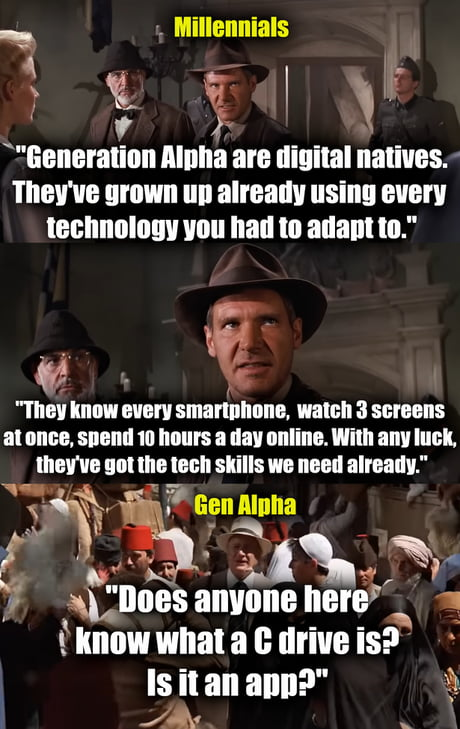 Millennials
"Generation Alpha are digital natives.
They've grown up already using every
technology you had to adapt to."
"They know every smartphone, watch 3 screens
at once, spend 10 hours a day online. With any luck,
they've got the tech skills we need already."
Gen Alpha
"Does anyone here
know what a C drive is?
Is it an app?"